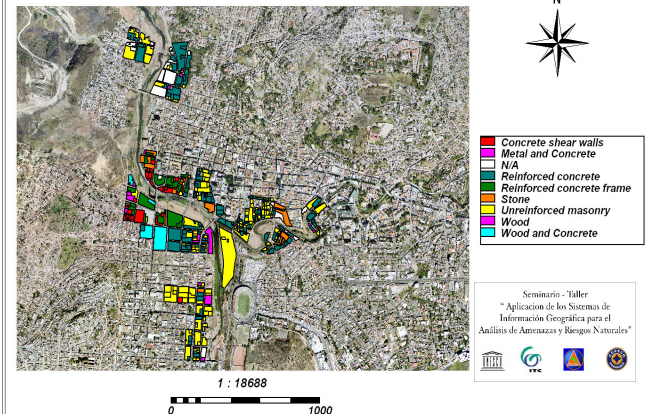 N
Concrete shear walls
Metal and Concrete
N/A
Reinforced concrete
Reinforced concrete frame
Stone
Unreinforced masonry
Wood
Wood and Concrete
Seminario - Taller
“ Aplicacion de los Sistemas de
Información Geográfica para el
Análisis de Amenazas y Riesgos Naturales”
ITC
1 : 18688
0 1000